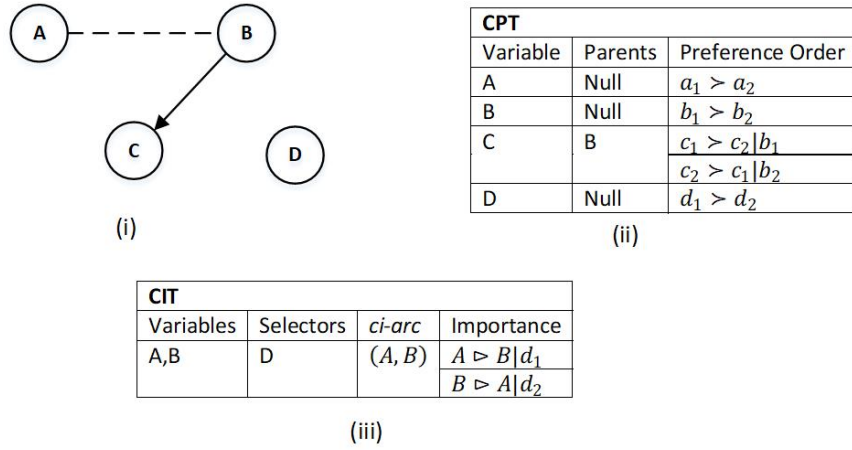 A B
C D
(i)
CPT
Variable Parents Preference Order
A Null a₁ ≻ a₂
B Null b₁ ≻ b₂
C B c₁ ≻ c₂|b₁
c₂ ≻ c₁|b₂
D Null d₁ ≻ d₂
(ii)
CIT
Variables Selectors ci-arc Importance
A,B D (A, B) A ⊳ B|d₁
B ⊳ A|d₂
(iii)